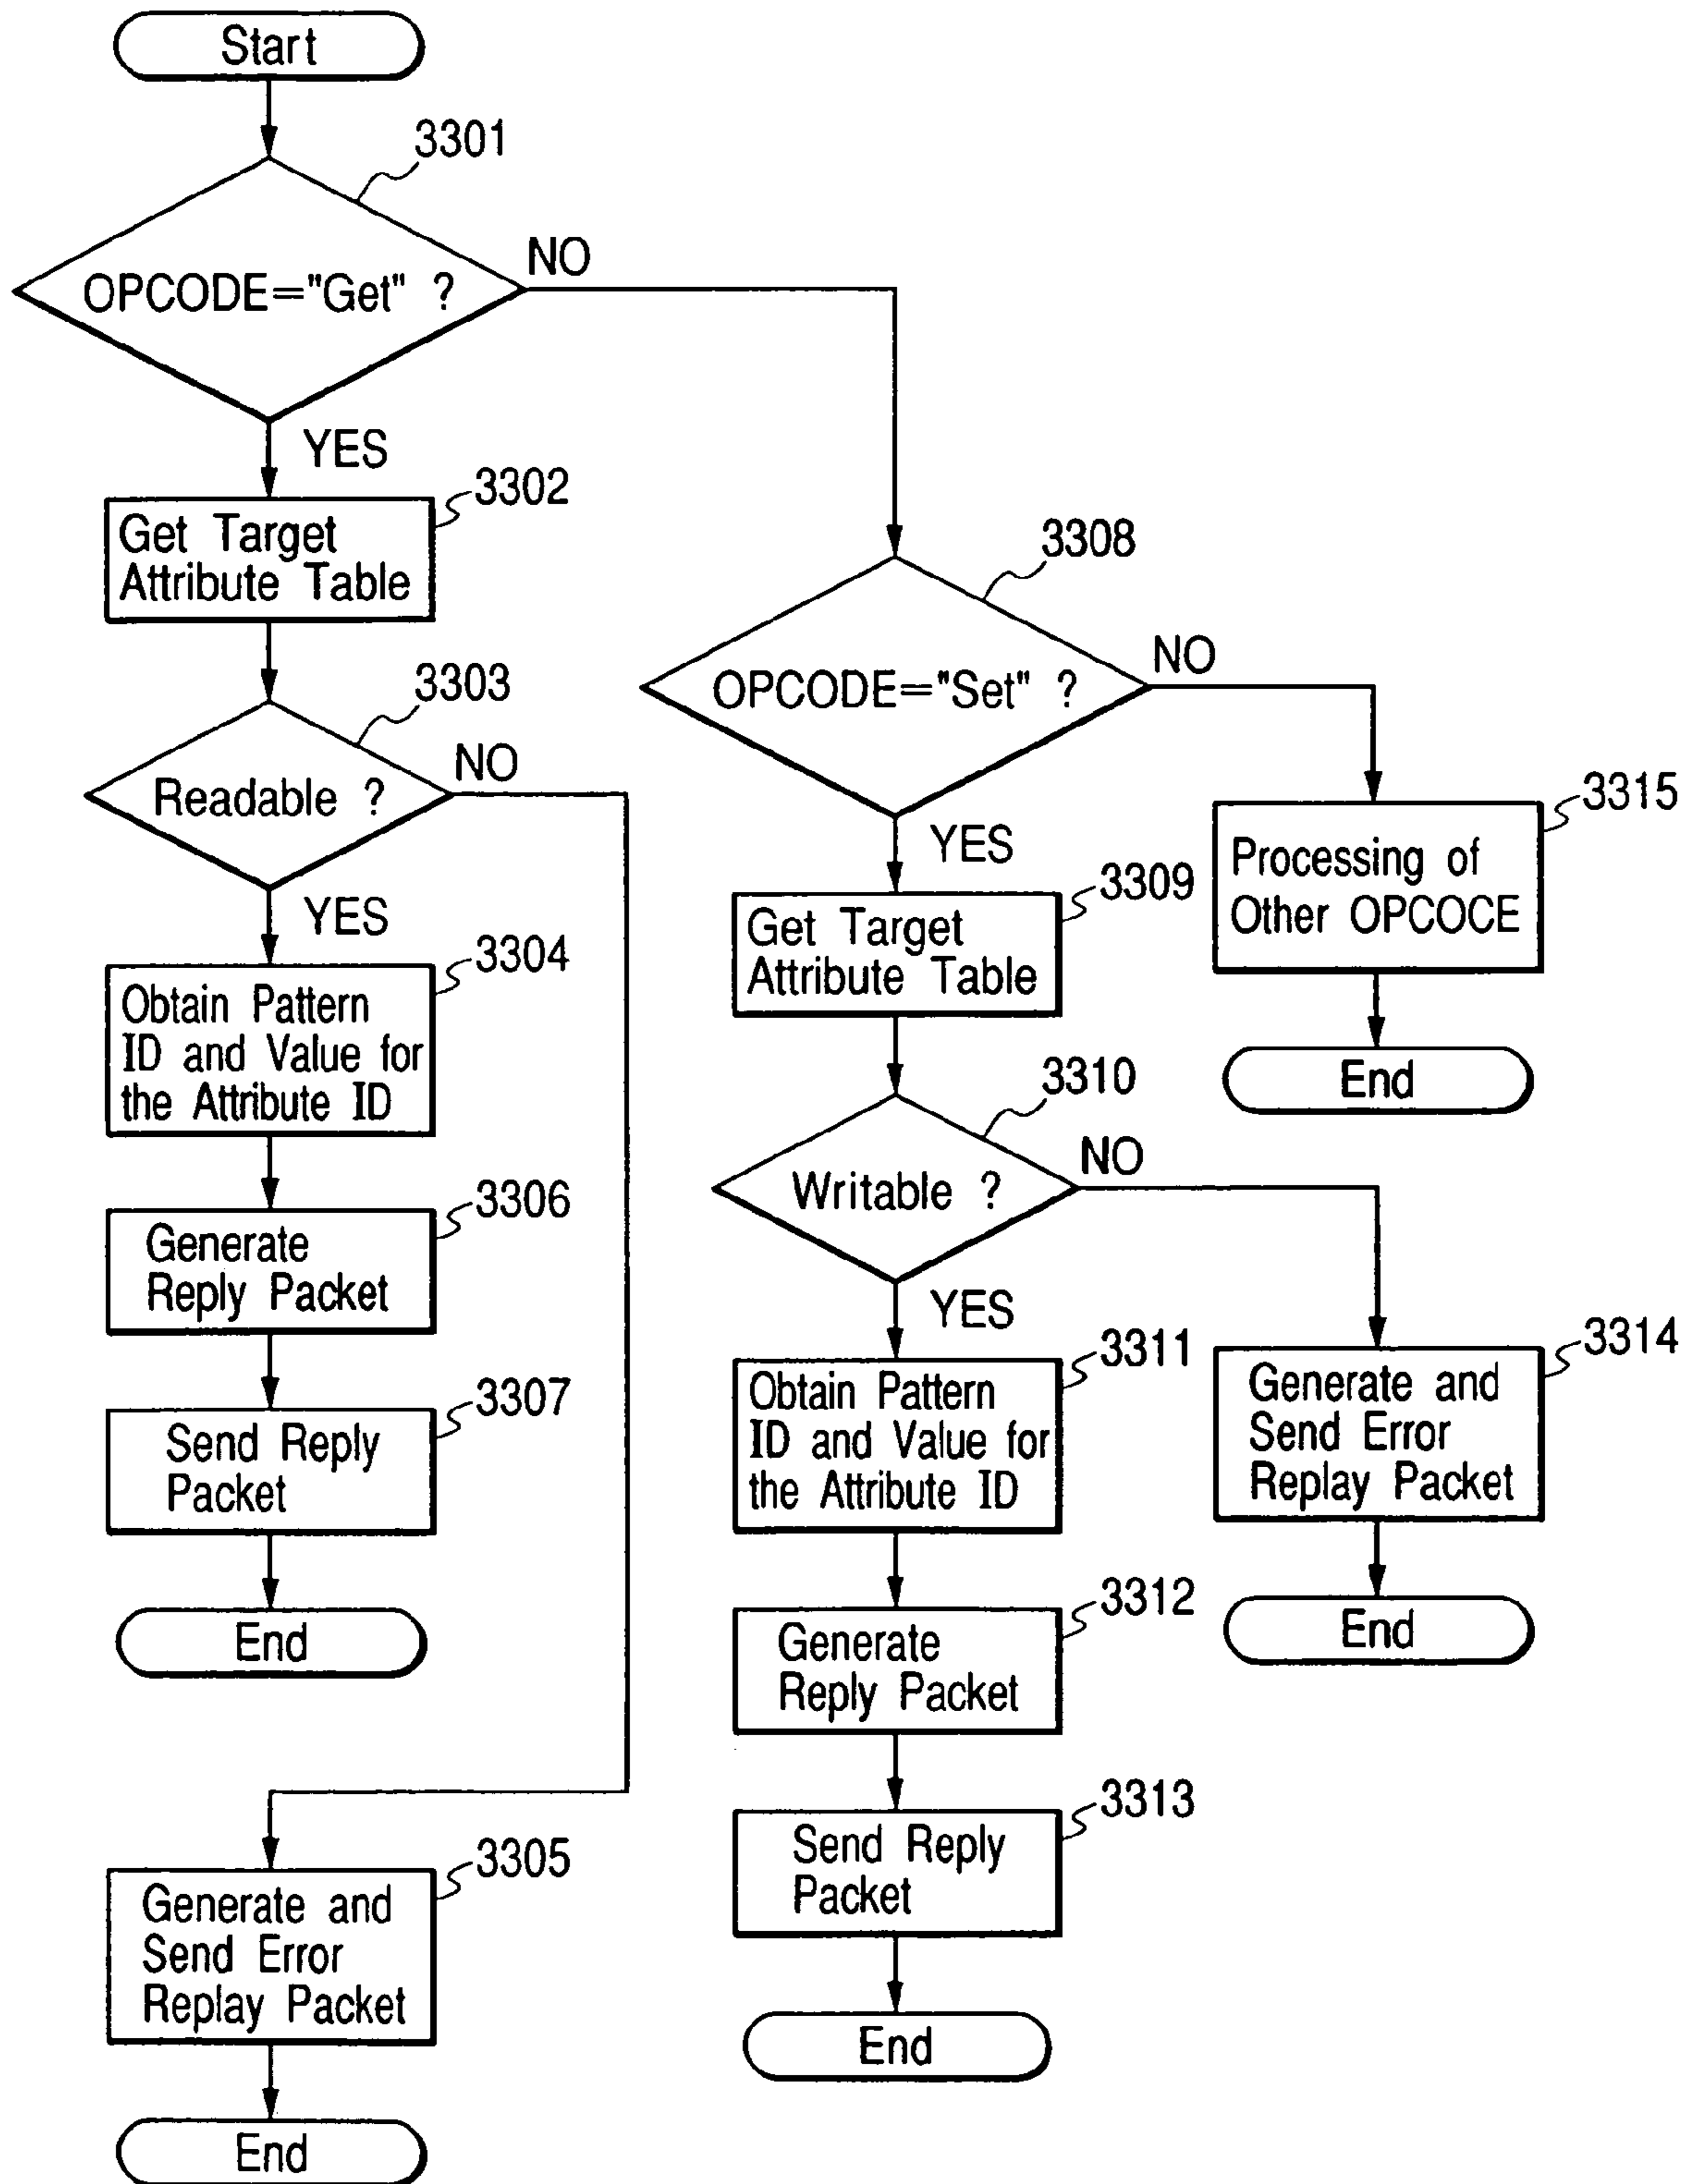 Start
3301
OPCODE="Get" ?
NO
YES
3302
Get Target
Attribute Table
3303
Readable ?
NO
YES
3304
Obtain Pattern
ID and Value for
the Attribute ID
3306
Generate
Reply Packet
3307
Send Reply
Packet
End
3305
Generate and
Send Error
Replay Packet
End
3308
OPCODE="Set" ?
NO
YES
3309
Get Target
Attribute Table
3310
Writable ?
NO
YES
3311
Obtain Pattern
ID and Value for
the Attribute ID
3312
Generate
Reply Packet
3313
Send Reply
Packet
End
3315
Processing of
Other OPCOCE
End
3314
Generate and
Send Error
Replay Packet
End